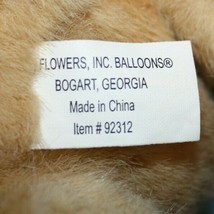 FLOWERS, INC. BALLOONS®
BOGART, GEORGIA
Made in China
Item # 92312